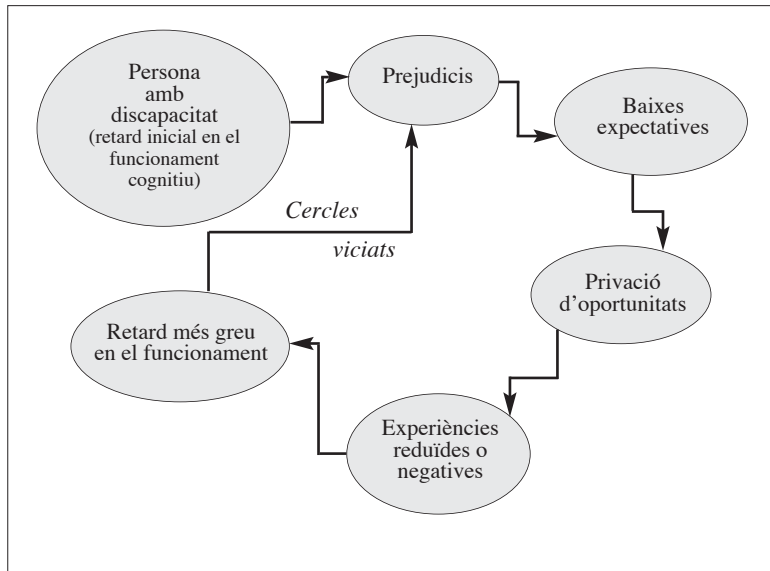 Persona
amb
discapacitat
(retard inicial en el
funcionament
cognitiu)
Prejudicis
Baixes
expectatives
Privació
d’oportunitats
Experiències
reduïdes o
negatives
Retard més greu
en el funcionament
Cercles
viciats